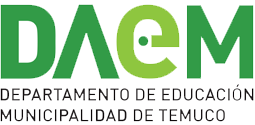 DAeM
DEPARTAMENTO DE EDUCACIÓN
MUNICIPALIDAD DE TEMUCO